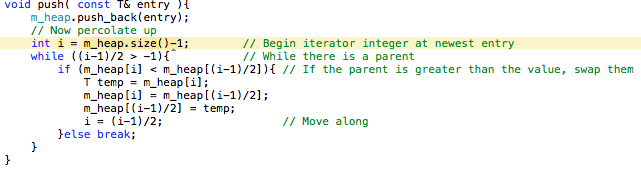 void push( const T& entry ){
    m_heap.push_back(entry);
    // Now percolate up
    int i = m_heap.size()-1;        // Begin iterator integer at newest entry
    while ((i-1)/2 > -1){           // While there is a parent
        if (m_heap[i] < m_heap[(i-1)/2]){ // If the parent is greater than the value, swap them
            T temp = m_heap[i];
            m_heap[i] = m_heap[(i-1)/2];
            m_heap[(i-1)/2] = temp;
            i = (i-1)/2;                  // Move along
        }else break;
    }
}